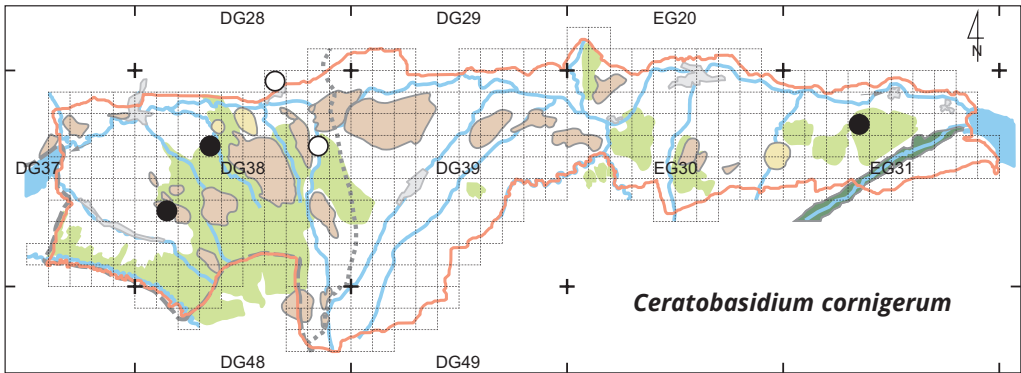 DG28 DG29 EG20
N
DG37 DG38 DG39 EG30 EG31
Ceratobasidium cornigerum
DG48 DG49